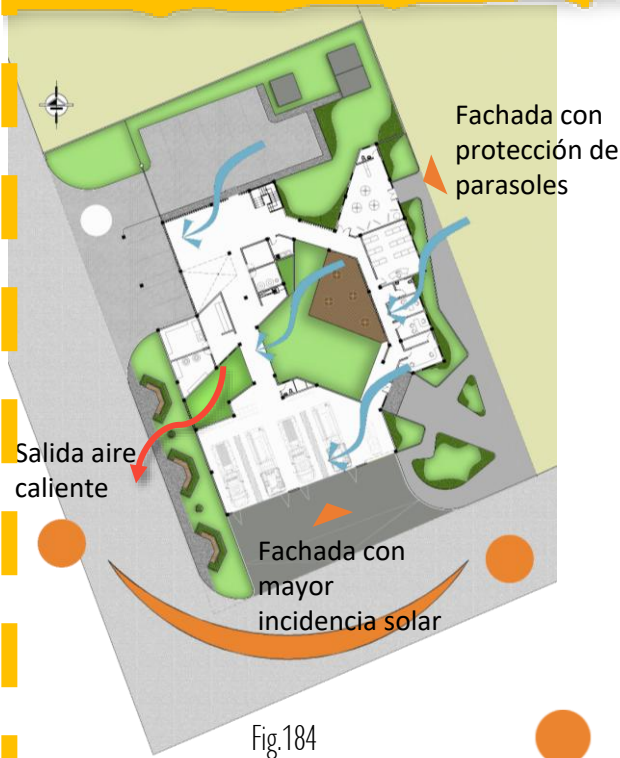 Fachada con
protección de
parasoles
Salida aire
caliente
Fachada con
mayor
incidencia solar
Fig.184